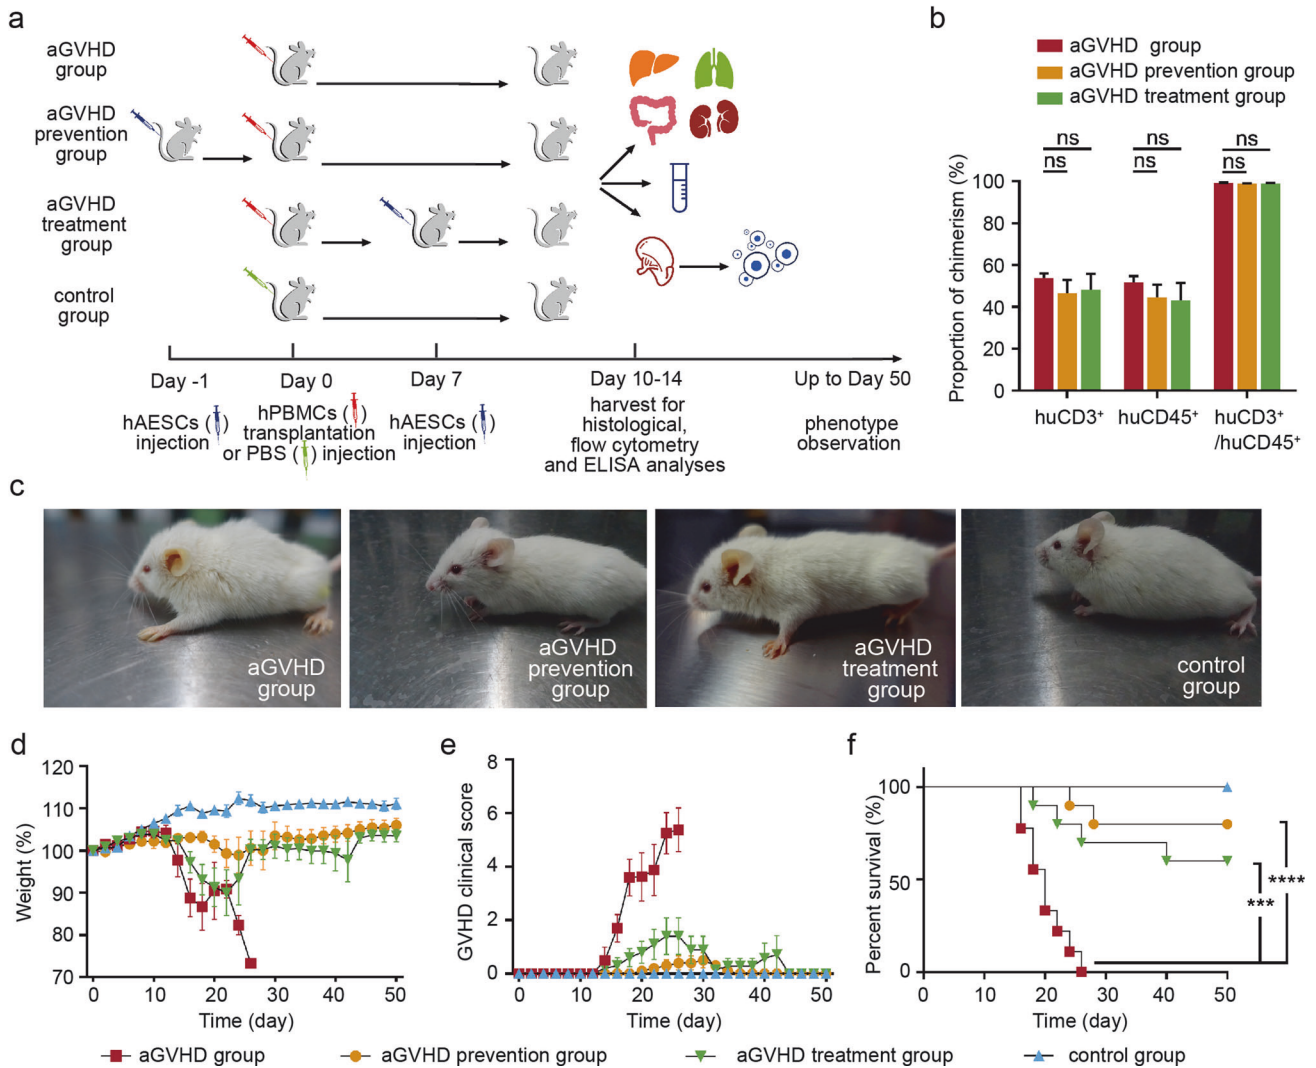 a
aGVHD
group
aGVHD
prevention
group
aGVHD
treatment
group
control
group
Day -1
Day 0
Day 7
Day 10-14
Up to Day 50
hAESCs ( )
injection
hPBMCs ( )
transplantation
or PBS ( ) injection
hAESCs ( )
injection
harvest for
histological,
flow cytometry
and ELISA analyses
phenotype
observation
b
aGVHD group
aGVHD prevention group
aGVHD treatment group
Proportion of chimerism (%)
100
80
60
40
20
0
ns
ns
ns
ns
ns
ns
huCD3⁺
huCD45⁺
huCD3⁺
/huCD45⁺
c
aGVHD
group
aGVHD
prevention
group
aGVHD
treatment
group
control
group
d
Weight (%)
120
110
100
90
80
70
0 10 20 30 40 50
Time (day)
e
GVHD clinical score
8
6
4
2
0
0 10 20 30 40 50
Time (day)
f
Percent survival (%)
100
50
0
0 20 40 50
Time (day)
***
****
aGVHD group
aGVHD prevention group
aGVHD treatment group
control group